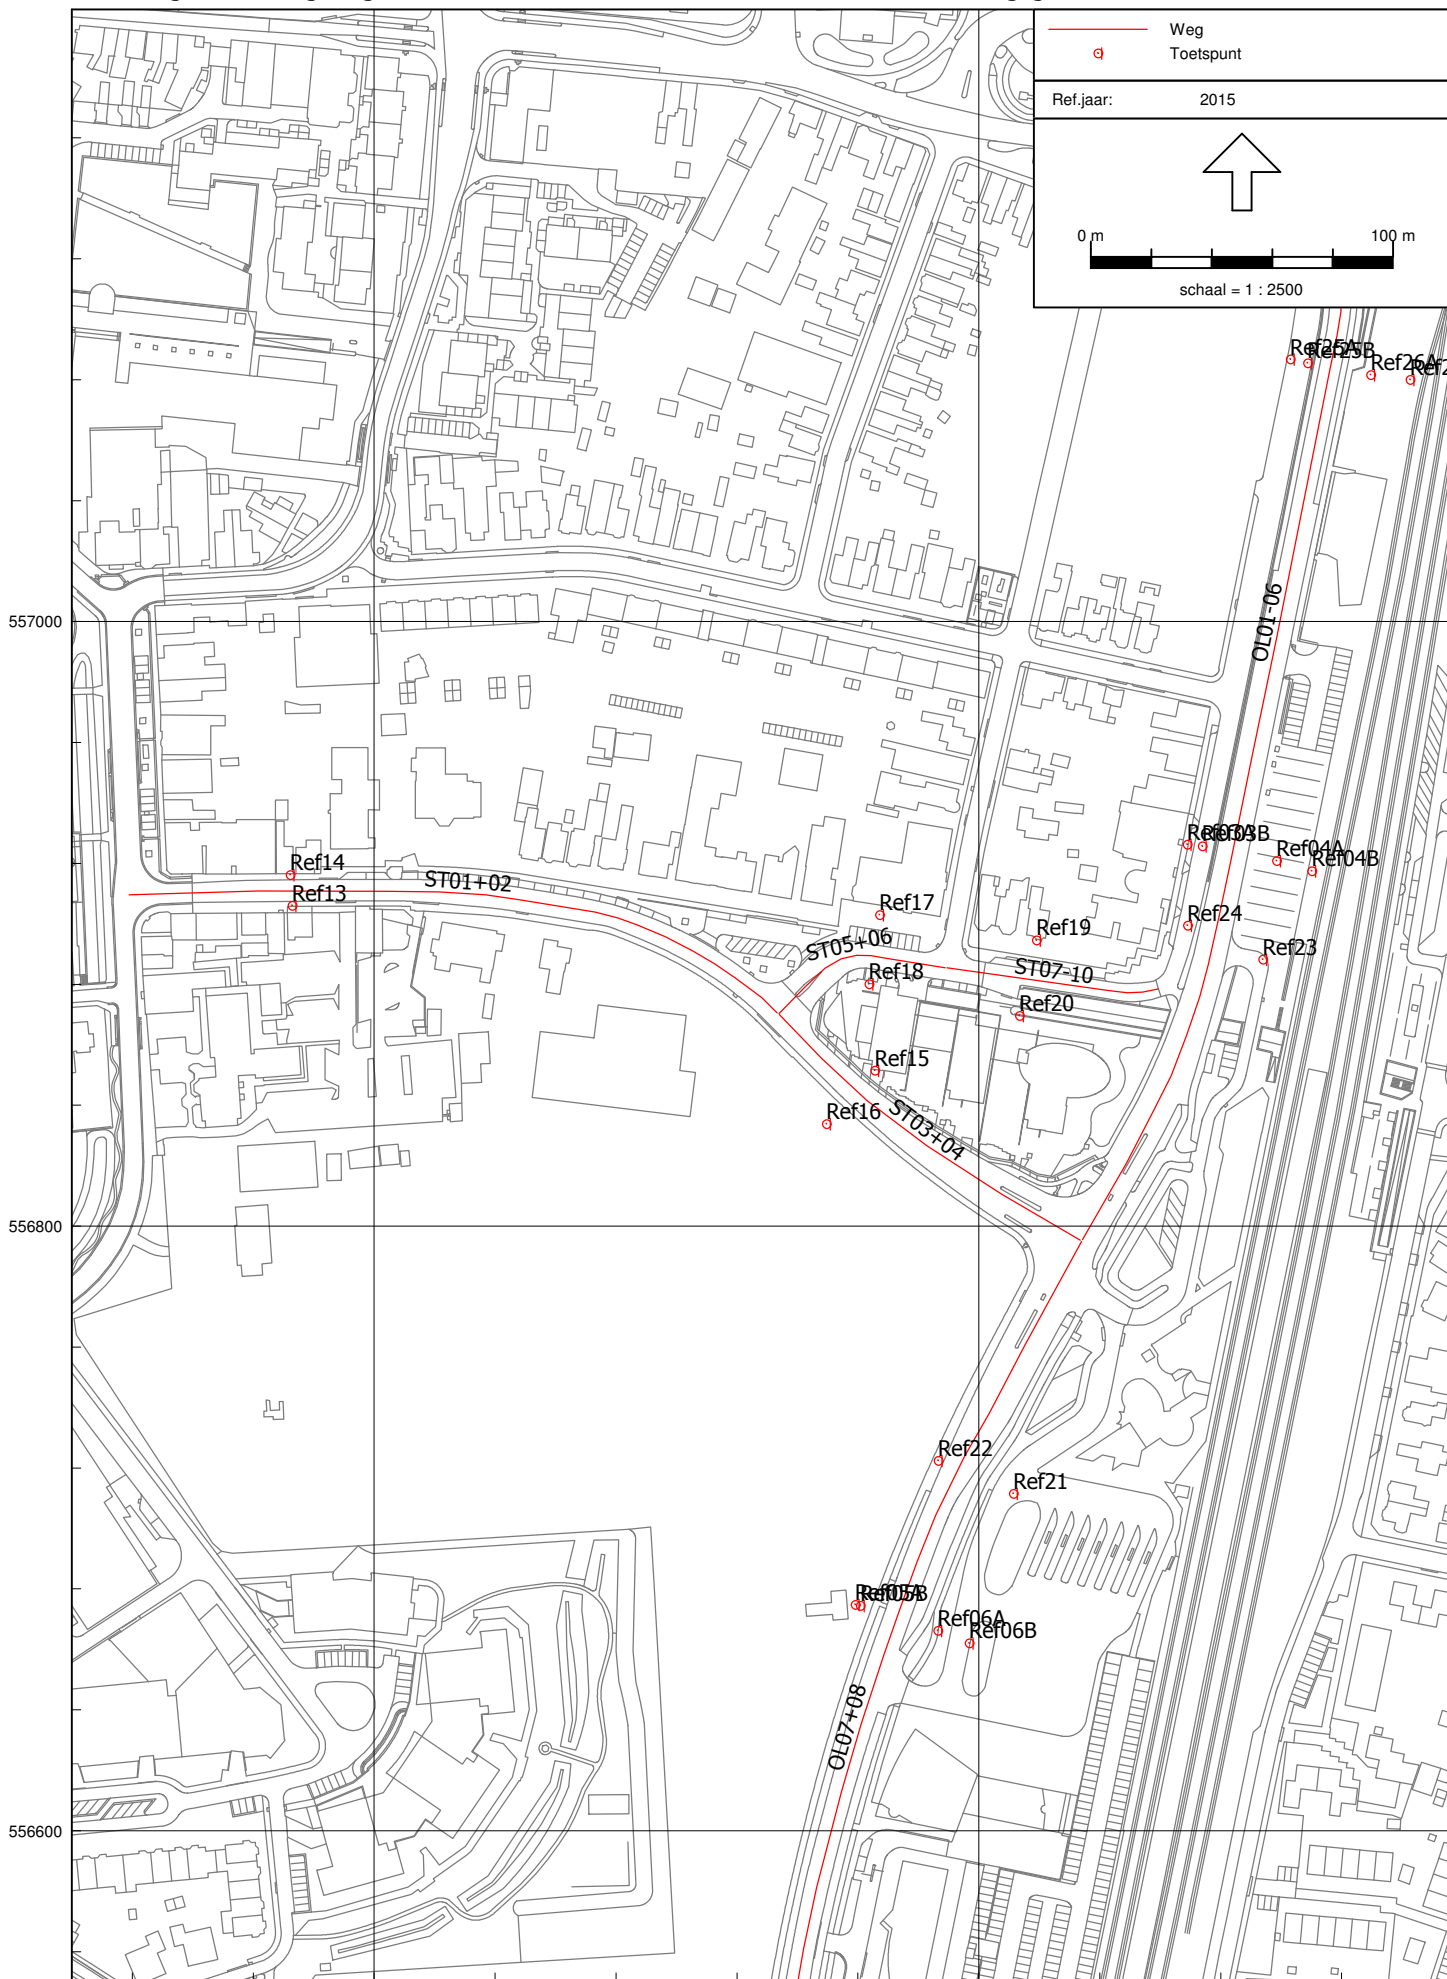 Weg
Toetspunt
Ref.jaar: 2015
0 m 100 m
schaal = 1 : 2500
Ref25B
Ref26A
OL01-06
557000
Ref03B
Ref04A
Ref04B
Ref14
ST01+02
Ref13
Ref17
Ref24
Ref19
ST05+06
Ref23
ST07-10
Ref18
Ref20
Ref15
Ref16
ST03+04
556800
Ref22
Ref21
Ref05B
Ref06A
Ref06B
OL07+08
556600